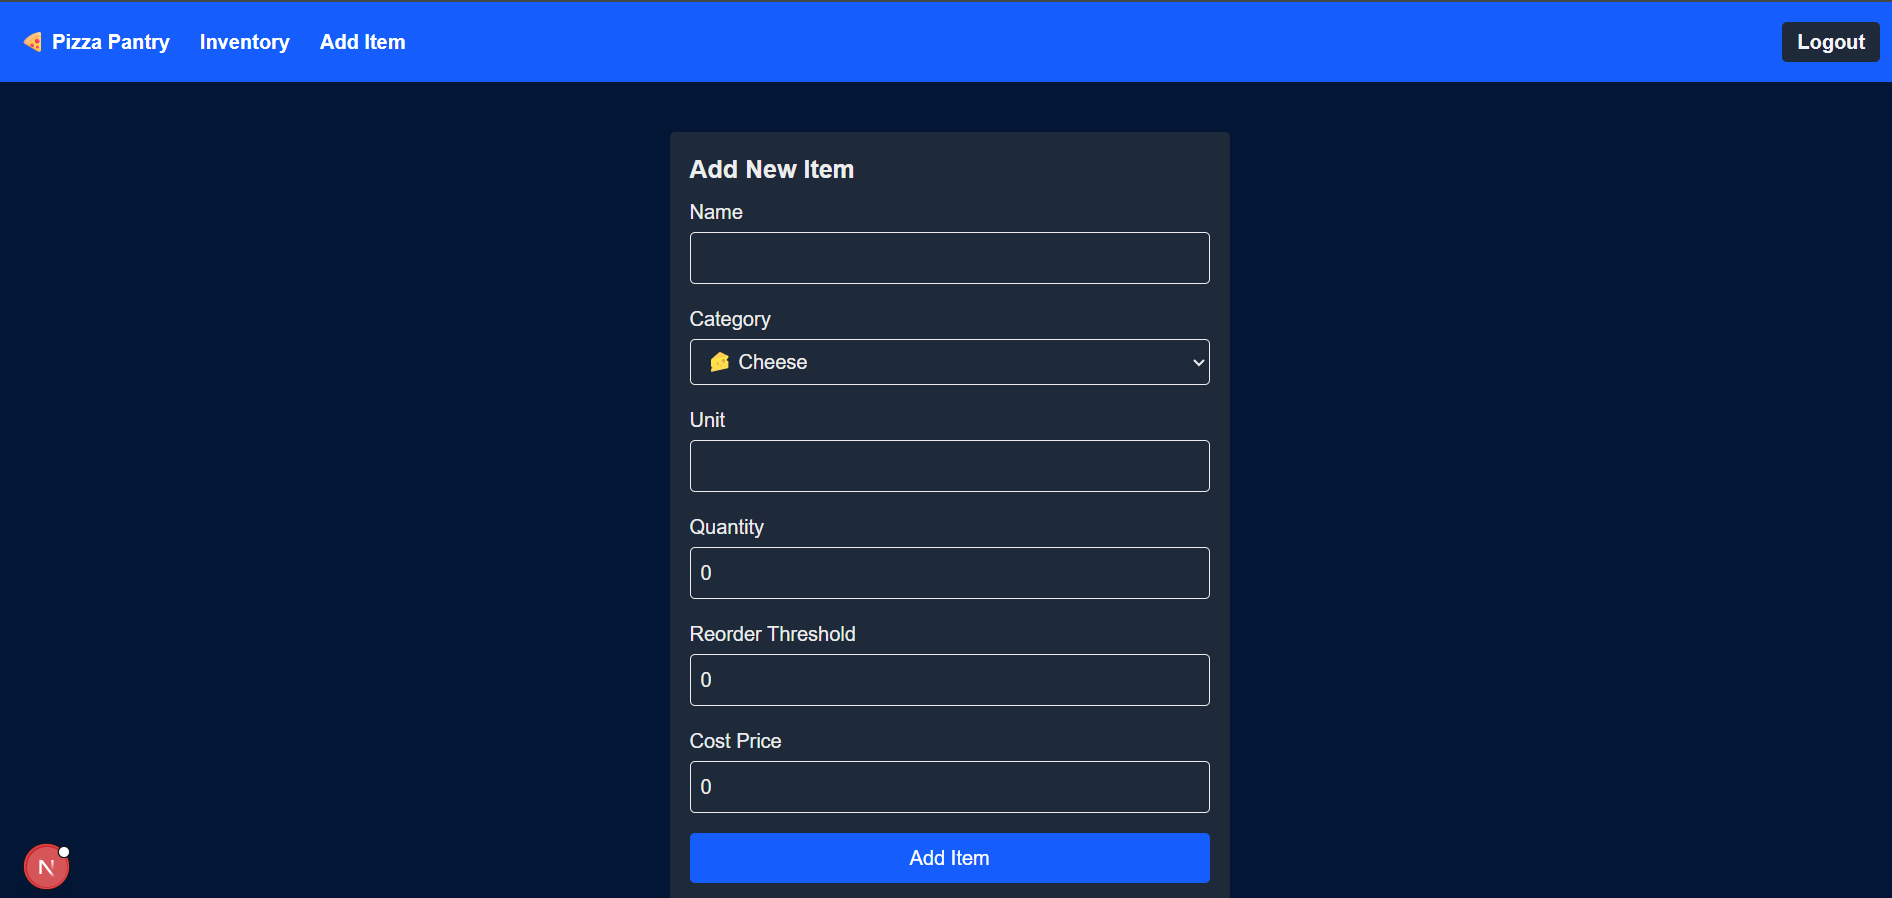 Pizza Pantry Inventory Add Item Logout
Add New Item
Name
Category
Cheese
Unit
Quantity
0
Reorder Threshold
0
Cost Price
0
Add Item
N